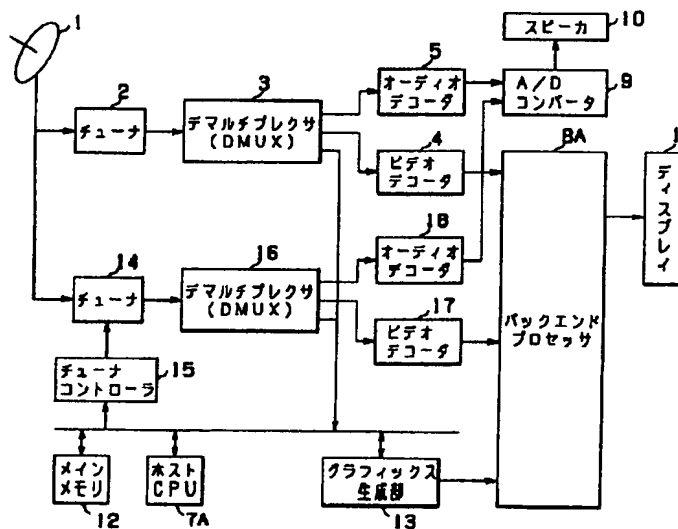 1
2
チューナ
3
デマルチプレクサ
(DMUX)
5
オーディオ
デコーダ
10
スピーカ
A/D
コンバータ
9
4
ビデオ
デコーダ
8A
ディスプレイ
14
チューナ
16
デマルチプレクサ
(DMUX)
18
オーディオ
デコーダ
17
ビデオ
デコーダ
バックエンド
プロセッサ
チューナ
コントローラ
15
メイン
メモリ
12
ホスト
CPU
7A
グラフィックス
生成部
13